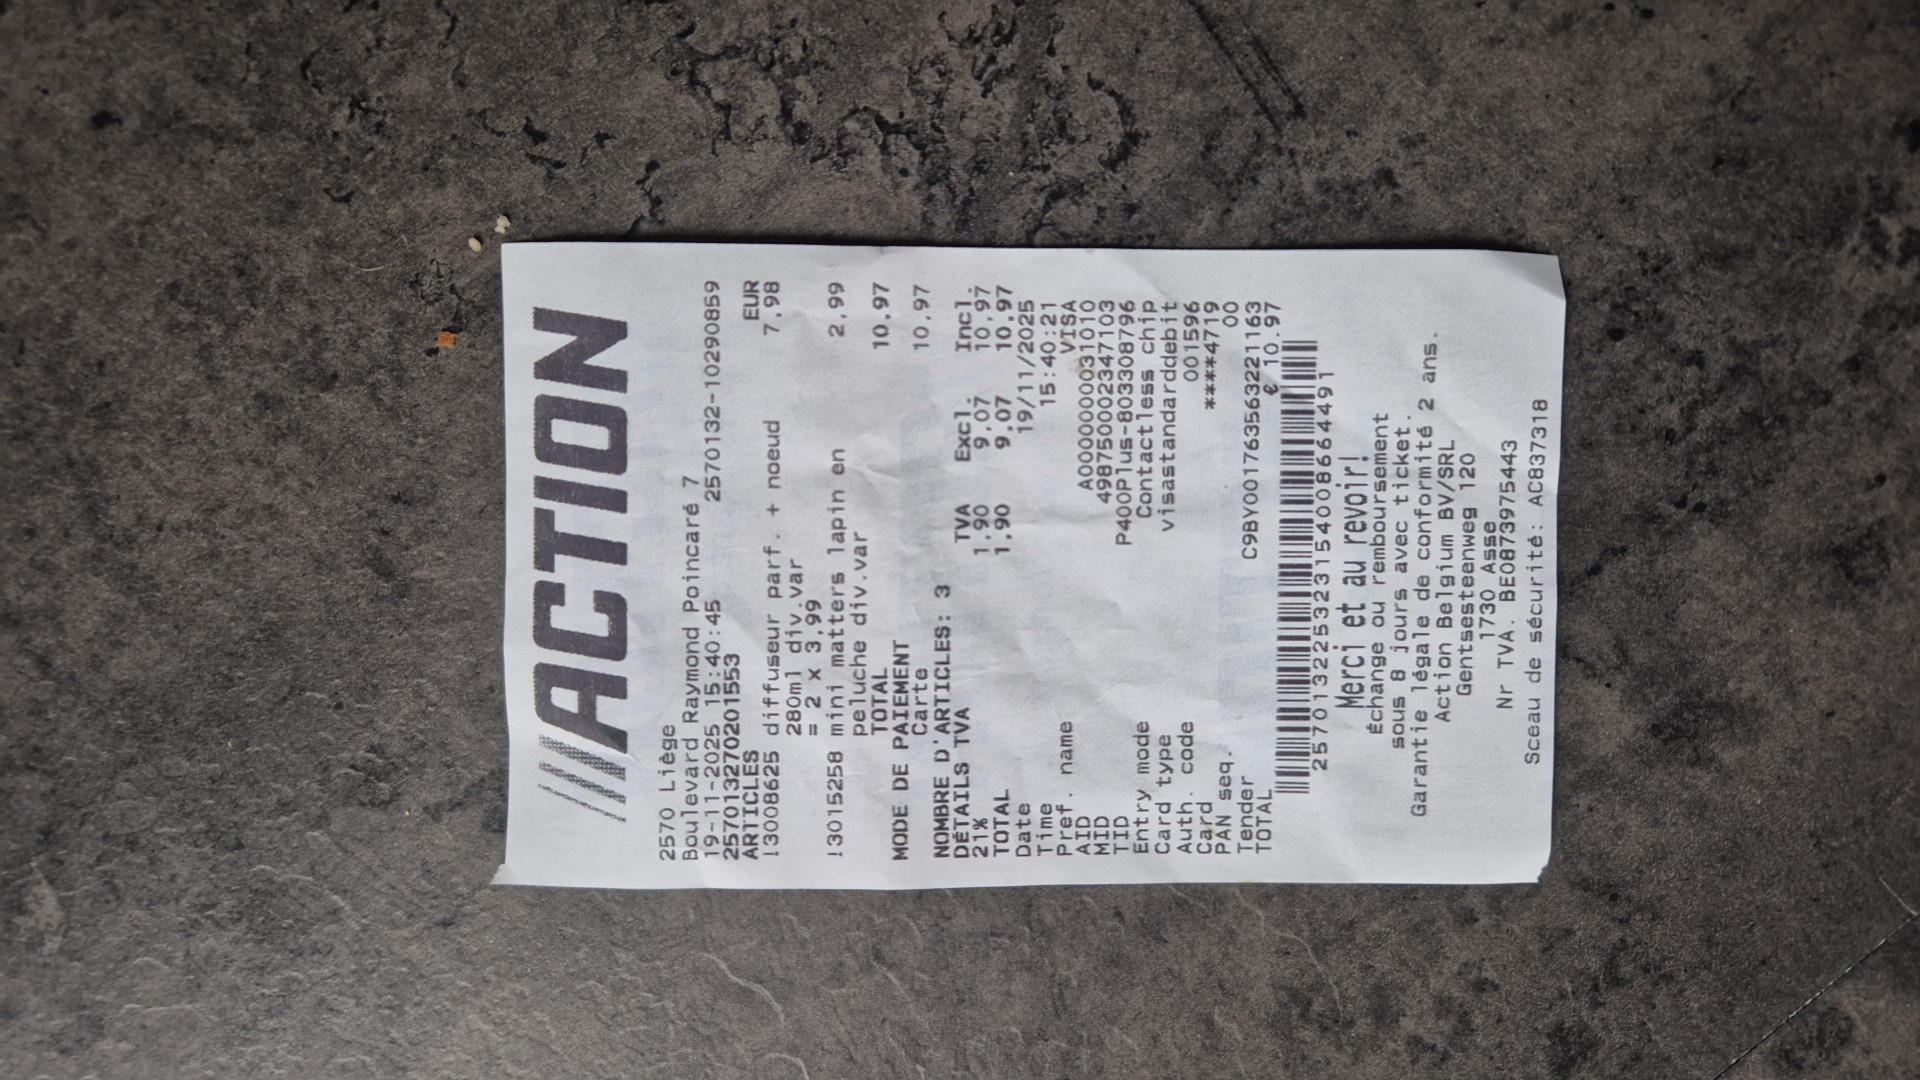 ACTION
2570 Liège
Boulevard Raymond Poincaré 7
19-11-2025 15:40:45 2570132-10290859
257013270201553
ARTICLES EUR
!3008625 diffuseur parf. + noeud 7,98
280ml div.var
= 2 x 3,99
!3015258 mini matters lapin en 2,99
peluche div.var
TOTAL 10,97
MODE DE PAIEMENT
Carte 10,97
NOMBRE D'ARTICLES: 3
DÉTAILS TVA TVA Excl. Incl.
21% 1,90 9,07 10,97
TOTAL 1,90 9,07 10,97
Date 19/11/2025
Time 15:40:21
Pref. name VISA
AID A0000000031010
MID 498750002347103
TID P400Plus-803308796
Entry mode Contactless chip
Card type visastandarddebit
Auth. code 001596
Card ****4719
PAN seq. 00
Tender C9BY001763563221163
TOTAL € 10.97
257013225323154008664491
Merci et au revoir!
Échange ou remboursement
sous 8 jours avec ticket.
Garantie légale de conformité 2 ans.
Action Belgium BV/SRL
Gentsesteenweg 120
1730 Asse
Nr TVA. BE0873975443
Sceau de sécurité: AC837318